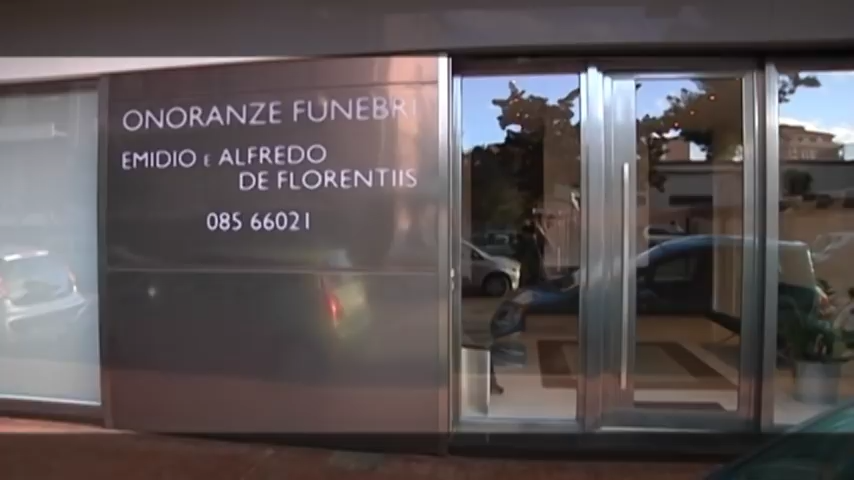 ONORANZE FUNEBRI
EMIDIO E ALFREDO
DE FLORENTIIS
085 66021